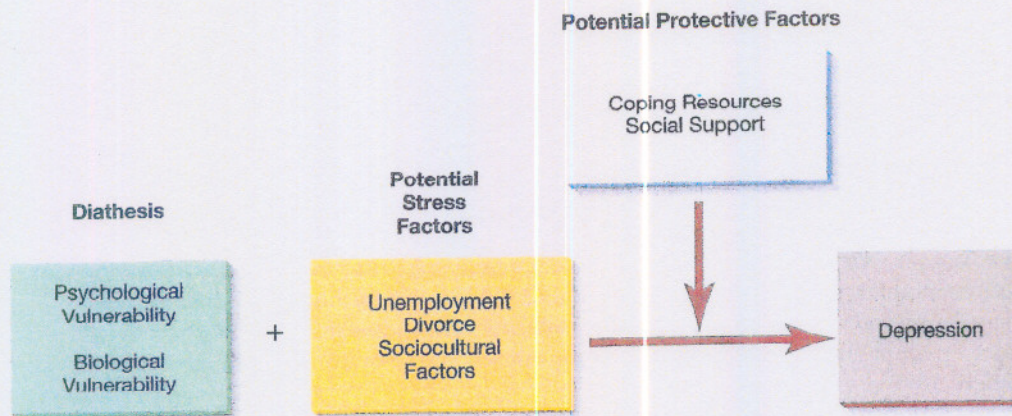 Potential Protective Factors
Coping Resources
Social Support
Potential
Stress
Factors
Diathesis
Psychological
Vulnerability
Biological
Vulnerability
+
Unemployment
Divorce
Sociocultural
Factors
Depression